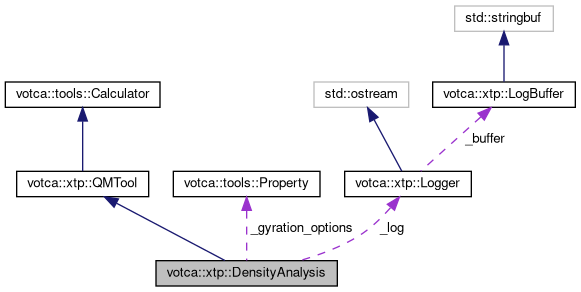 std::stringbuf
votca::tools::Calculator
std::ostream
votca::xtp::LogBuffer
_buffer
votca::xtp::QMTool
votca::tools::Property
votca::xtp::Logger
_gyration_options
_log
votca::xtp::DensityAnalysis